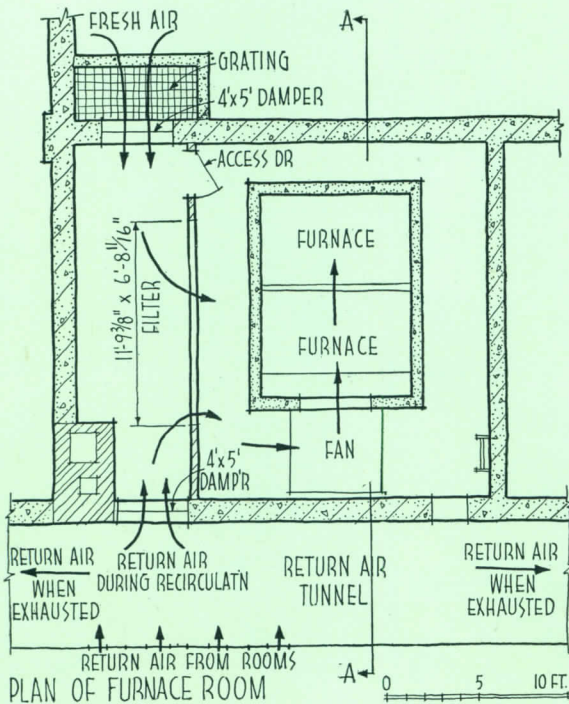 FRESH AIR
A
GRATING
4'x5' DAMPER
ACCESS DR
11'-9 3/8" x 6'-8 11/16"
FILTER
FURNACE
FURNACE
FAN
4'x5'
DAMP'R
RETURN AIR
WHEN
EXHAUSTED
RETURN AIR
DURING RECIRCULAT'N
RETURN AIR
TUNNEL
RETURN AIR
WHEN
EXHAUSTED
RETURN AIR FROM ROOMS
A
PLAN OF FURNACE ROOM
0 5 10 FT.